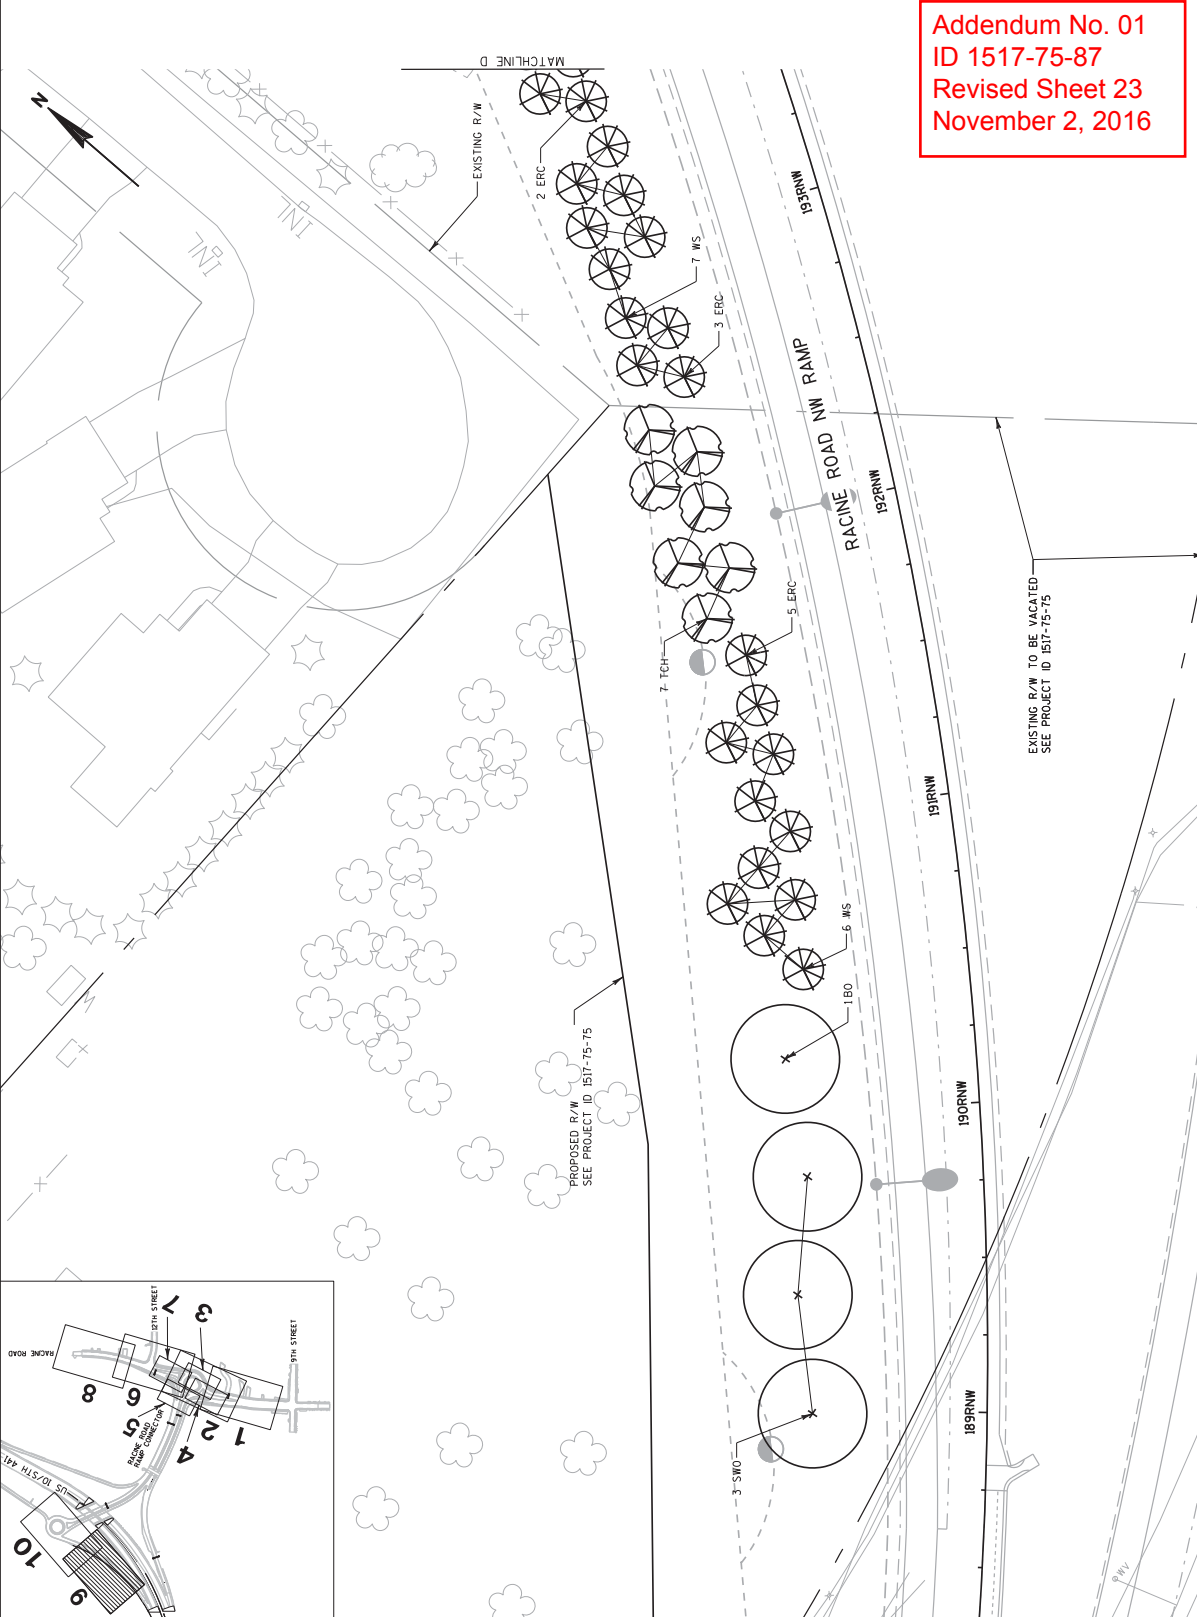 Addendum No. 01
ID 1517-75-87
Revised Sheet 23
November 2, 2016
MATCHLINE D
N
EXISTING R/W
2 ERC
INL
INL
7 WS
3 ERC
193RNW
RACINE ROAD NW RAMP
192RNW
5 ERC
7 TCH
EXISTING R/W TO BE VACATED
SEE PROJECT ID 1517-75-75
191RNW
6 WS
1 BO
PROPOSED R/W
SEE PROJECT ID 1517-75-75
190RNW
189RNW
3 SWO
WV
RACINE ROAD
12TH STREET
9TH STREET
7
3
8
6
5
RACINE ROAD
RAMP CONNECTOR
4
2
1
US 10/STH 441
10
9